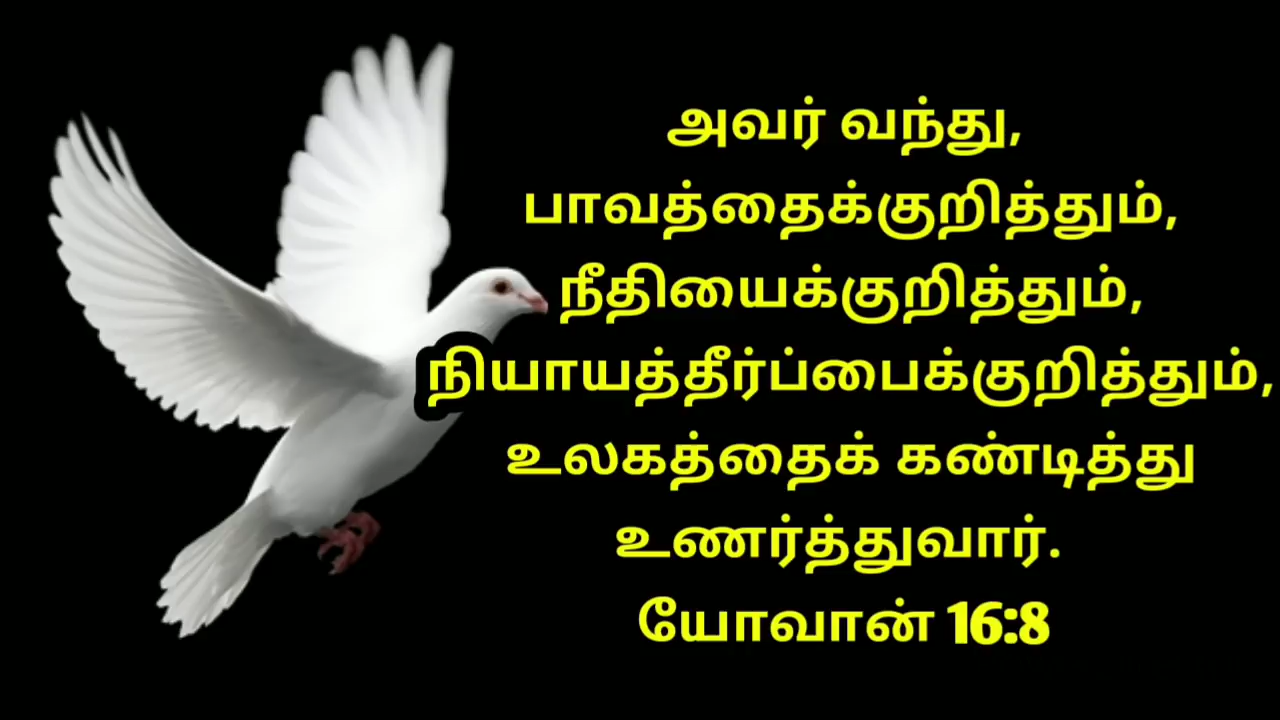 அவர் வந்து,
பாவத்தைக்குறித்தும்,
நீதியைக்குறித்தும்,
நியாயத்தீர்ப்பைக்குறித்தும்,
உலகத்தைக் கண்டித்து
உணர்த்துவார்.
யோவான் 16:8